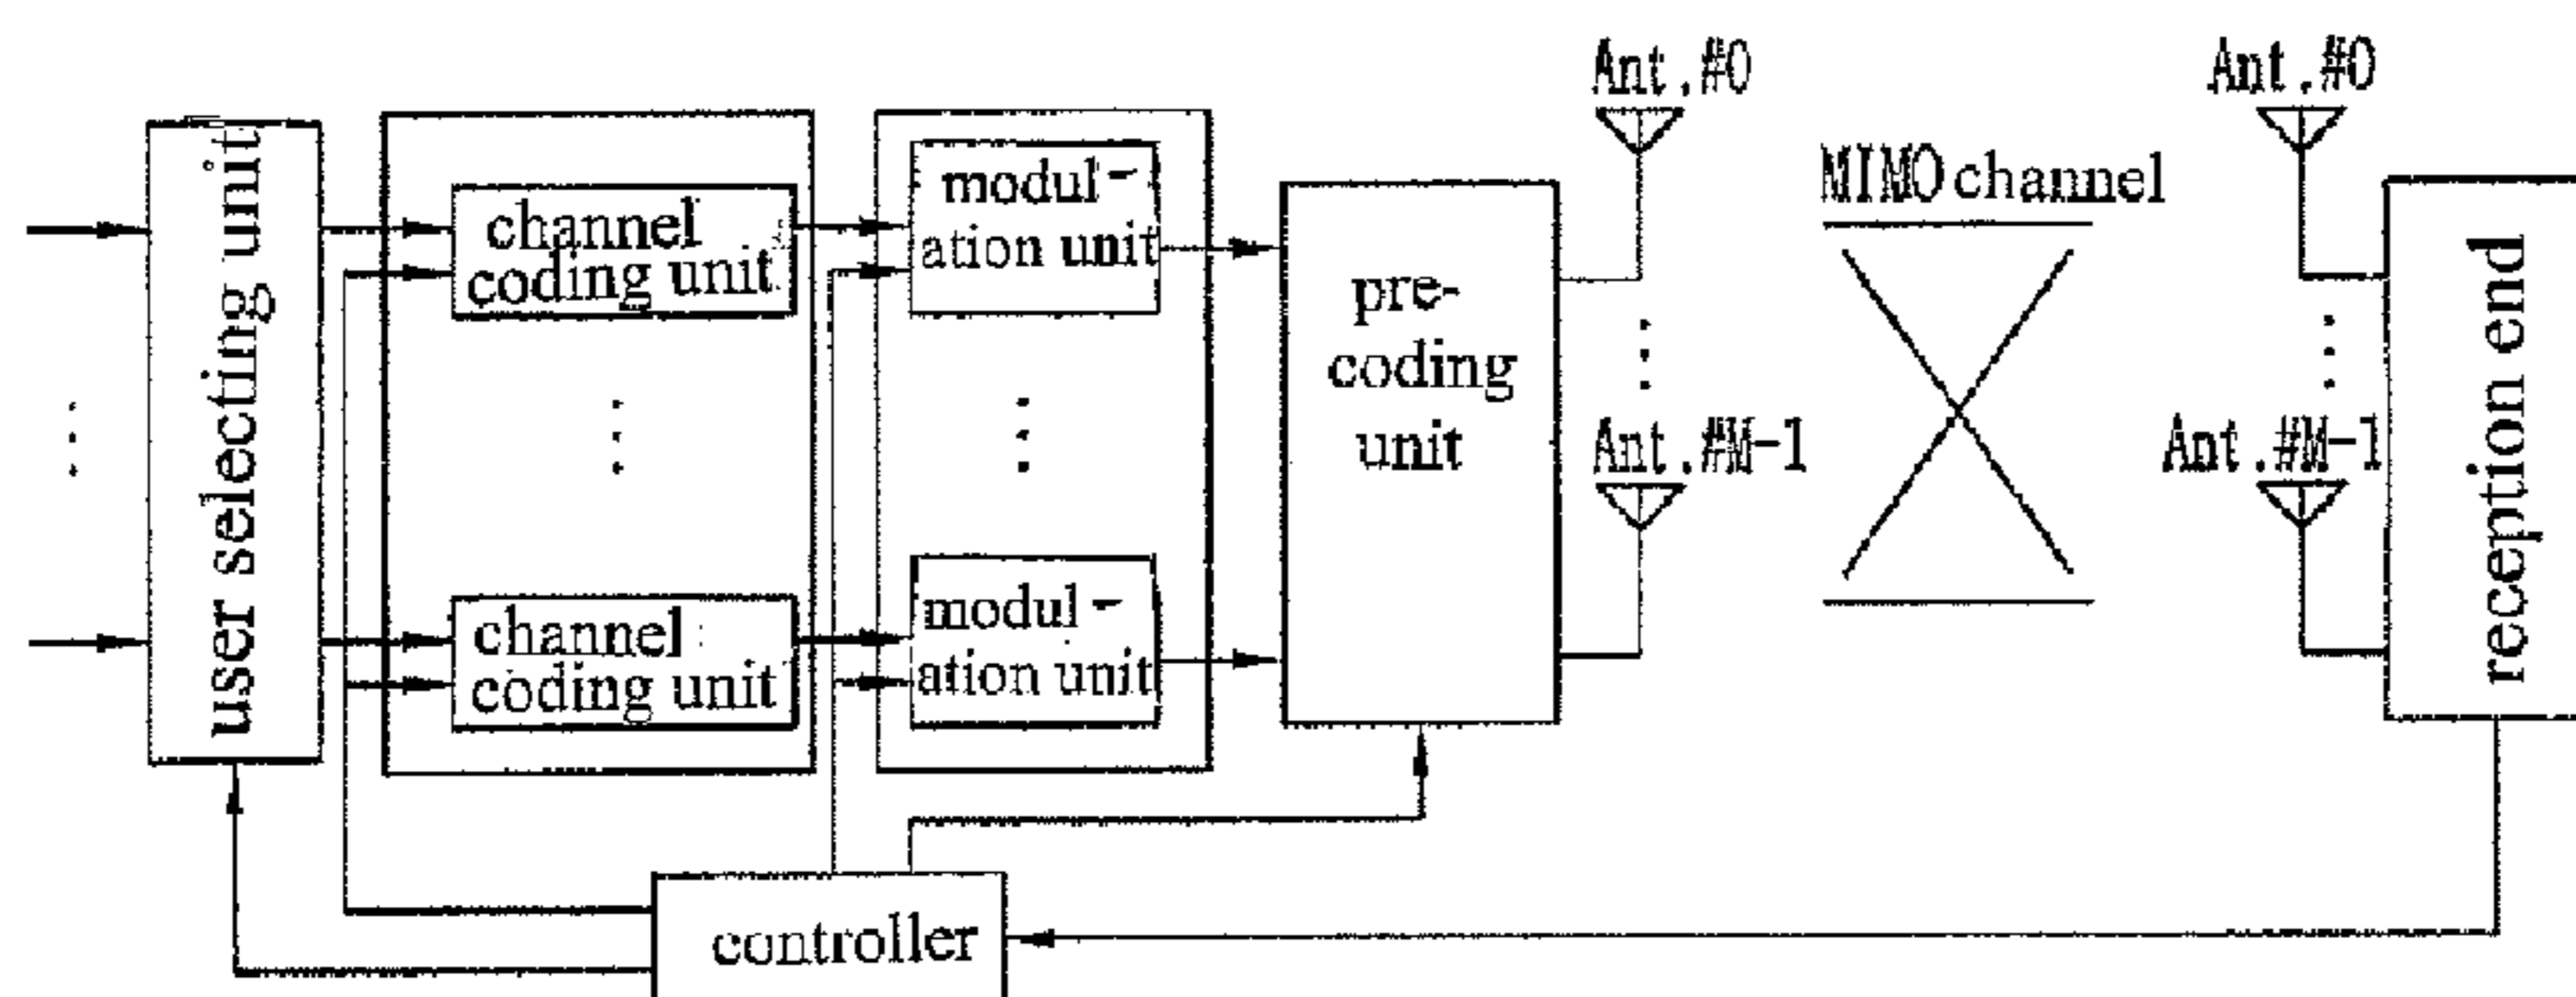 user selecting unit
channel
coding unit
channel
coding unit
modul-
ation unit
modul-
ation unit
pre-
coding
unit
Ant.#0
Ant.#M-1
MIMO channel
Ant.#0
Ant.#M-1
reception end
controller